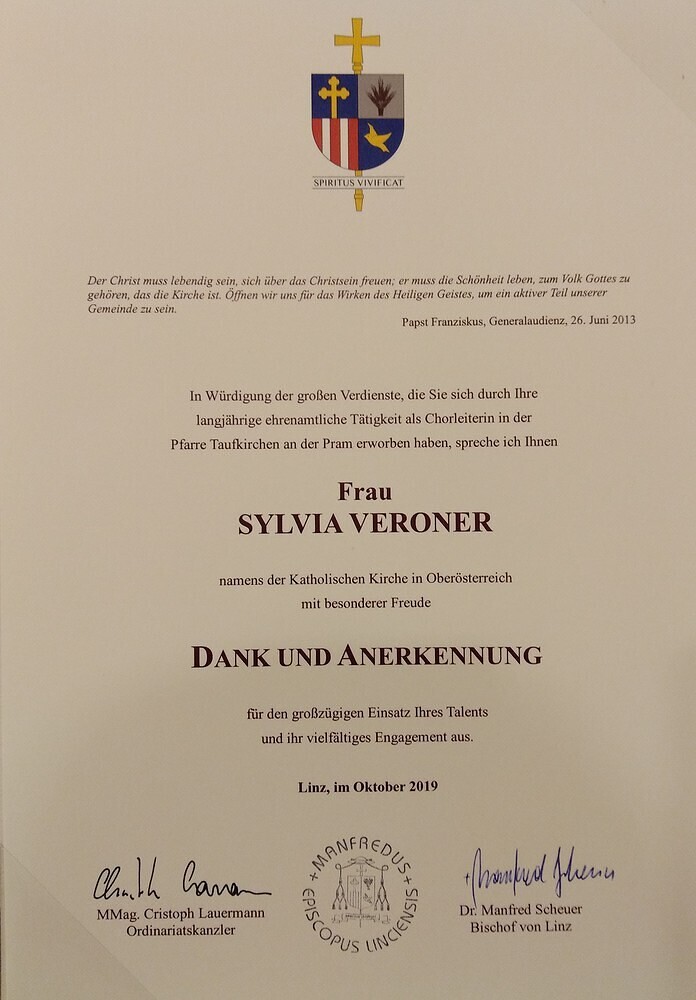 SPIRITUS VIVIFICAT
Der Christ muss lebendig sein, sich über das Christsein freuen; er muss die Schönheit leben, zum Volk Gottes zu
gehören, das die Kirche ist. Öffnen wir uns für das Wirken des Heiligen Geistes, um ein aktiver Teil unserer
Gemeinde zu sein.
Papst Franziskus, Generalaudienz, 26. Juni 2013
In Würdigung der großen Verdienste, die Sie sich durch Ihre
langjährige ehrenamtliche Tätigkeit als Chorleiterin in der
Pfarre Taufkirchen an der Pram erworben haben, spreche ich Ihnen
Frau
SYLVIA VERONER
namens der Katholischen Kirche in Oberösterreich
mit besonderer Freude
DANK UND ANERKENNUNG
für den großzügigen Einsatz Ihres Talents
und ihr vielfältiges Engagement aus.
Linz, im Oktober 2019
MMag. Cristoph Lauermann
Ordinariatskanzler
+MANFREDUS+
EPISCOPUS LINCIENSIS
+Manfred Scheuer
Dr. Manfred Scheuer
Bischof von Linz